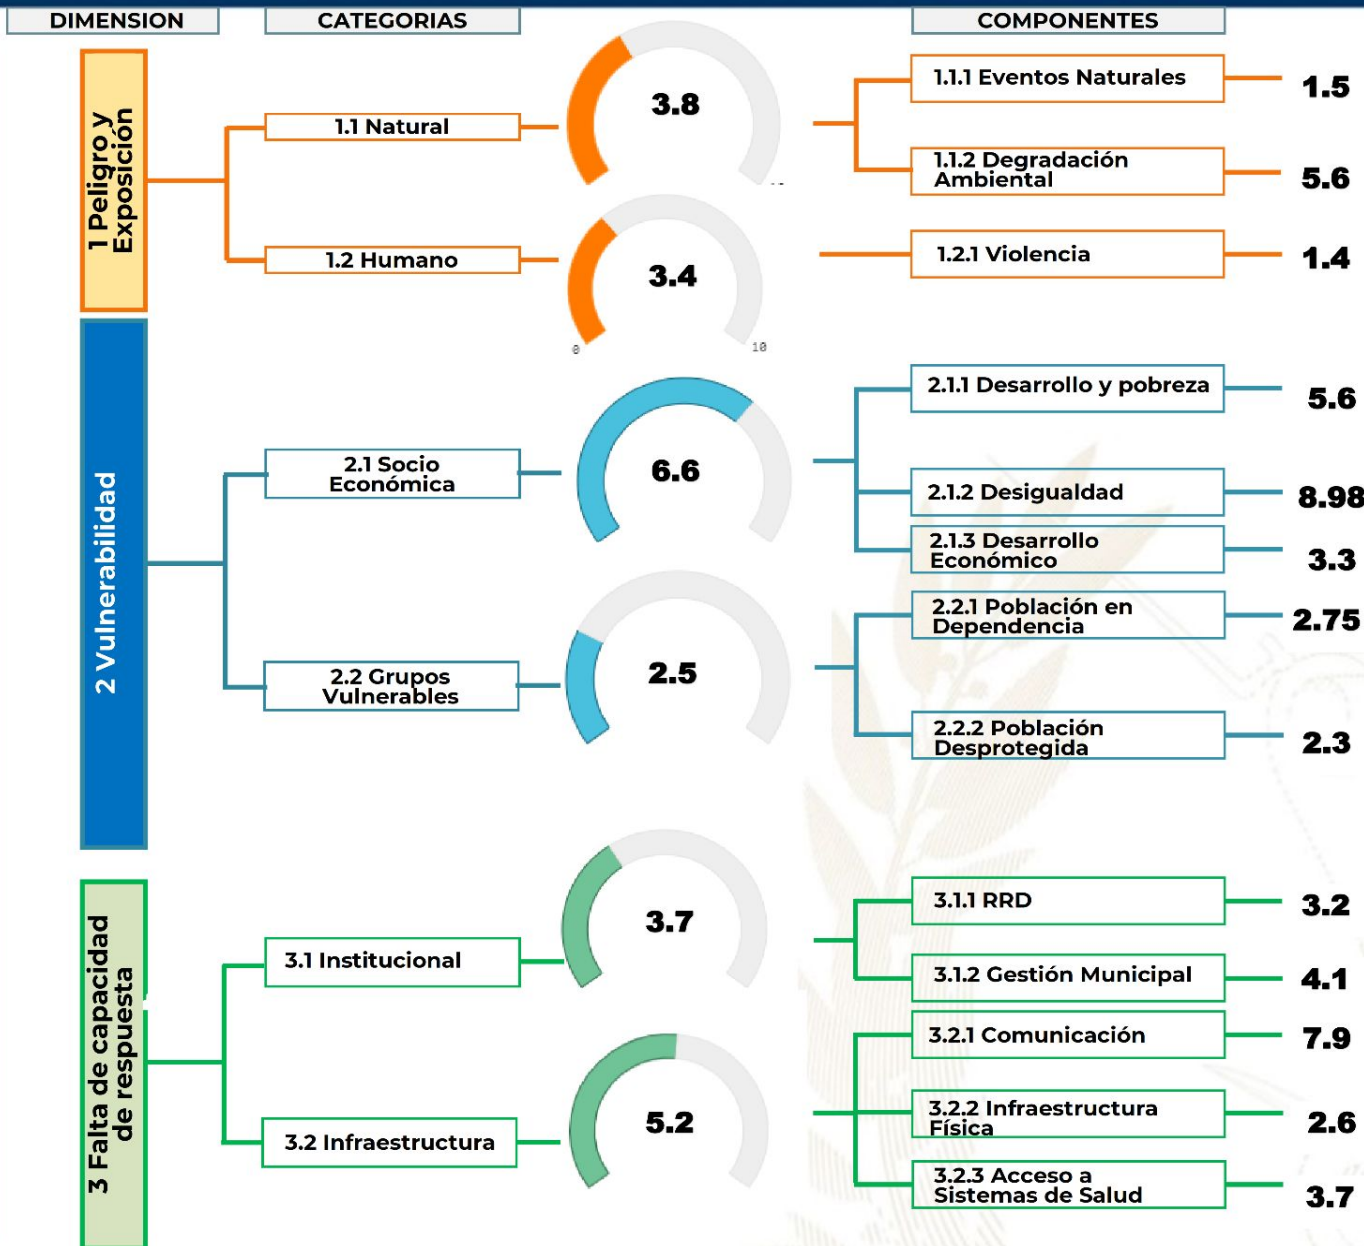 DIMENSION
CATEGORIAS
COMPONENTES
1 Peligro y
Exposición
1.1 Natural
3.8
1.1.1 Eventos Naturales
1.5
1.1.2 Degradación
Ambiental
5.6
1.2 Humano
3.4
0
10
1.2.1 Violencia
1.4
2 Vulnerabilidad
2.1 Socio
Económica
6.6
2.1.1 Desarrollo y pobreza
5.6
2.1.2 Desigualdad
8.98
2.1.3 Desarrollo
Económico
3.3
2.2 Grupos
Vulnerables
2.5
2.2.1 Población en
Dependencia
2.75
2.2.2 Población
Desprotegida
2.3
3 Falta de capacidad
de respuesta
3.1 Institucional
3.7
3.1.1 RRD
3.2
3.1.2 Gestión Municipal
4.1
3.2 Infraestructura
5.2
3.2.1 Comunicación
7.9
3.2.2 Infraestructura
Física
2.6
3.2.3 Acceso a
Sistemas de Salud
3.7